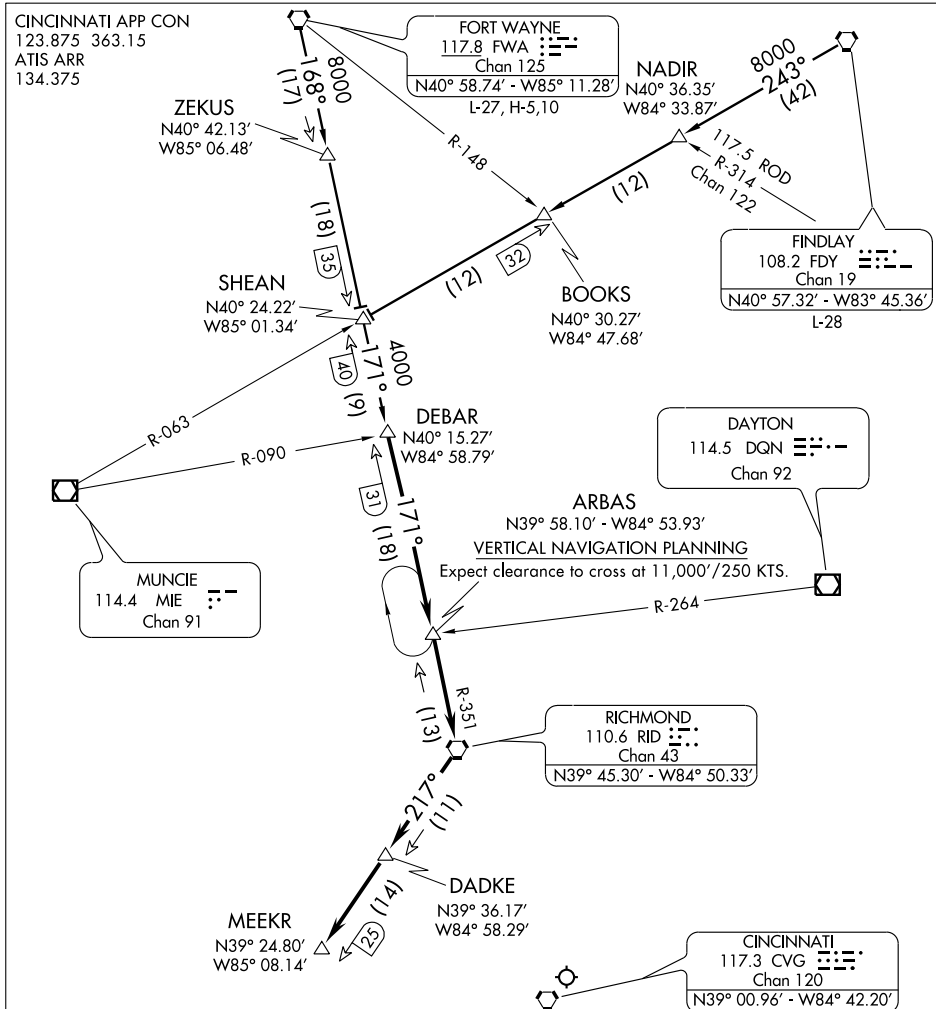 CINCINNATI APP CON
123.875 363.15
ATIS ARR
134.375
FORT WAYNE
117.8 FWA
Chan 125
N40° 58.74’ - W85° 11.28’
L-27, H-5,10
8000
168°
(17)
ZEKUS
N40° 42.13’
W85° 06.48’
R-148
NADIR
N40° 36.35’
W84° 33.87’
8000
243°
(42)
117.5 ROD
R-314
Chan 122
(12)
FINDLAY
108.2 FDY
Chan 19
N40° 57.32’ - W83° 45.36’
L-28
(18)
35
SHEAN
N40° 24.22’
W85° 01.34’
(12)
32
BOOKS
N40° 30.27’
W84° 47.68’
4000
171°
40
(9)
R-063
R-090
DEBAR
N40° 15.27’
W84° 58.79’
DAYTON
114.5 DQN
Chan 92
171°
31
(18)
ARBAS
N39° 58.10’ - W84° 53.93’
VERTICAL NAVIGATION PLANNING
Expect clearance to cross at 11,000’/250 KTS.
MUNCIE
114.4 MIE
Chan 91
R-264
R-351
(13)
RICHMOND
110.6 RID
Chan 43
N39° 45.30’ - W84° 50.33’
217°
(11)
DADKE
N39° 36.17’
W84° 58.29’
(14)
25
MEEKR
N39° 24.80’
W85° 08.14’
CINCINNATI
117.3 CVG
Chan 120
N39° 00.96’ - W84° 42.20’